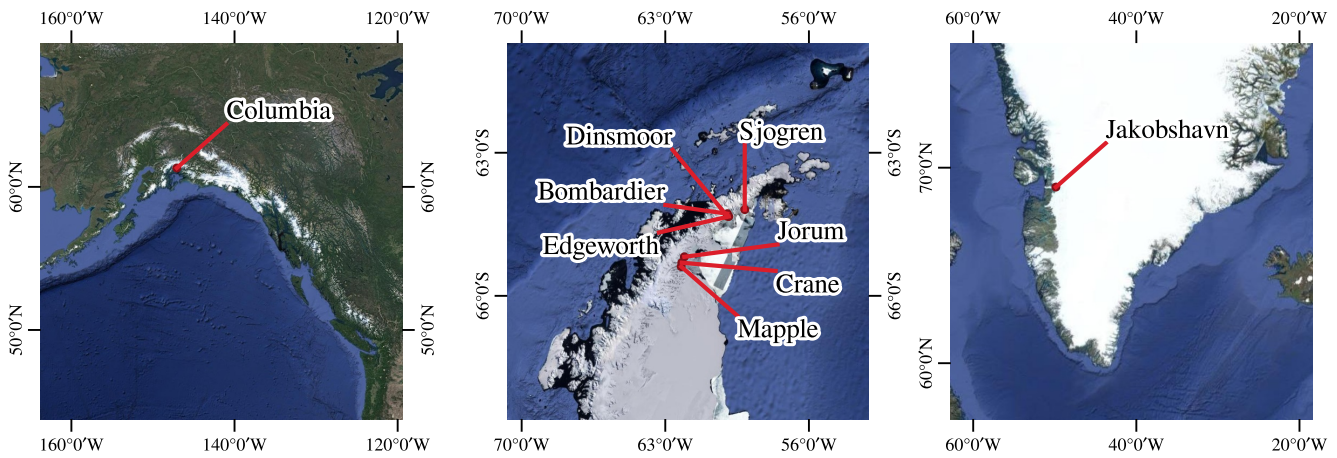 160°0′W 140°0′W 120°0′W
70°0′W 63°0′W 56°0′W
60°0′W 40°0′W 20°0′W
Columbia
60°0′N
50°0′N
60°0′N
50°0′N
160°0′W 140°0′W 120°0′W
63°0′S
66°0′S
Dinsmoor
Sjogren
Bombardier
Edgeworth
Jorum
Crane
Mapple
63°0′S
66°0′S
70°0′W 63°0′W 56°0′W
70°0′N
60°0′N
Jakobshavn
70°0′N
60°0′N
60°0′W 40°0′W 20°0′W